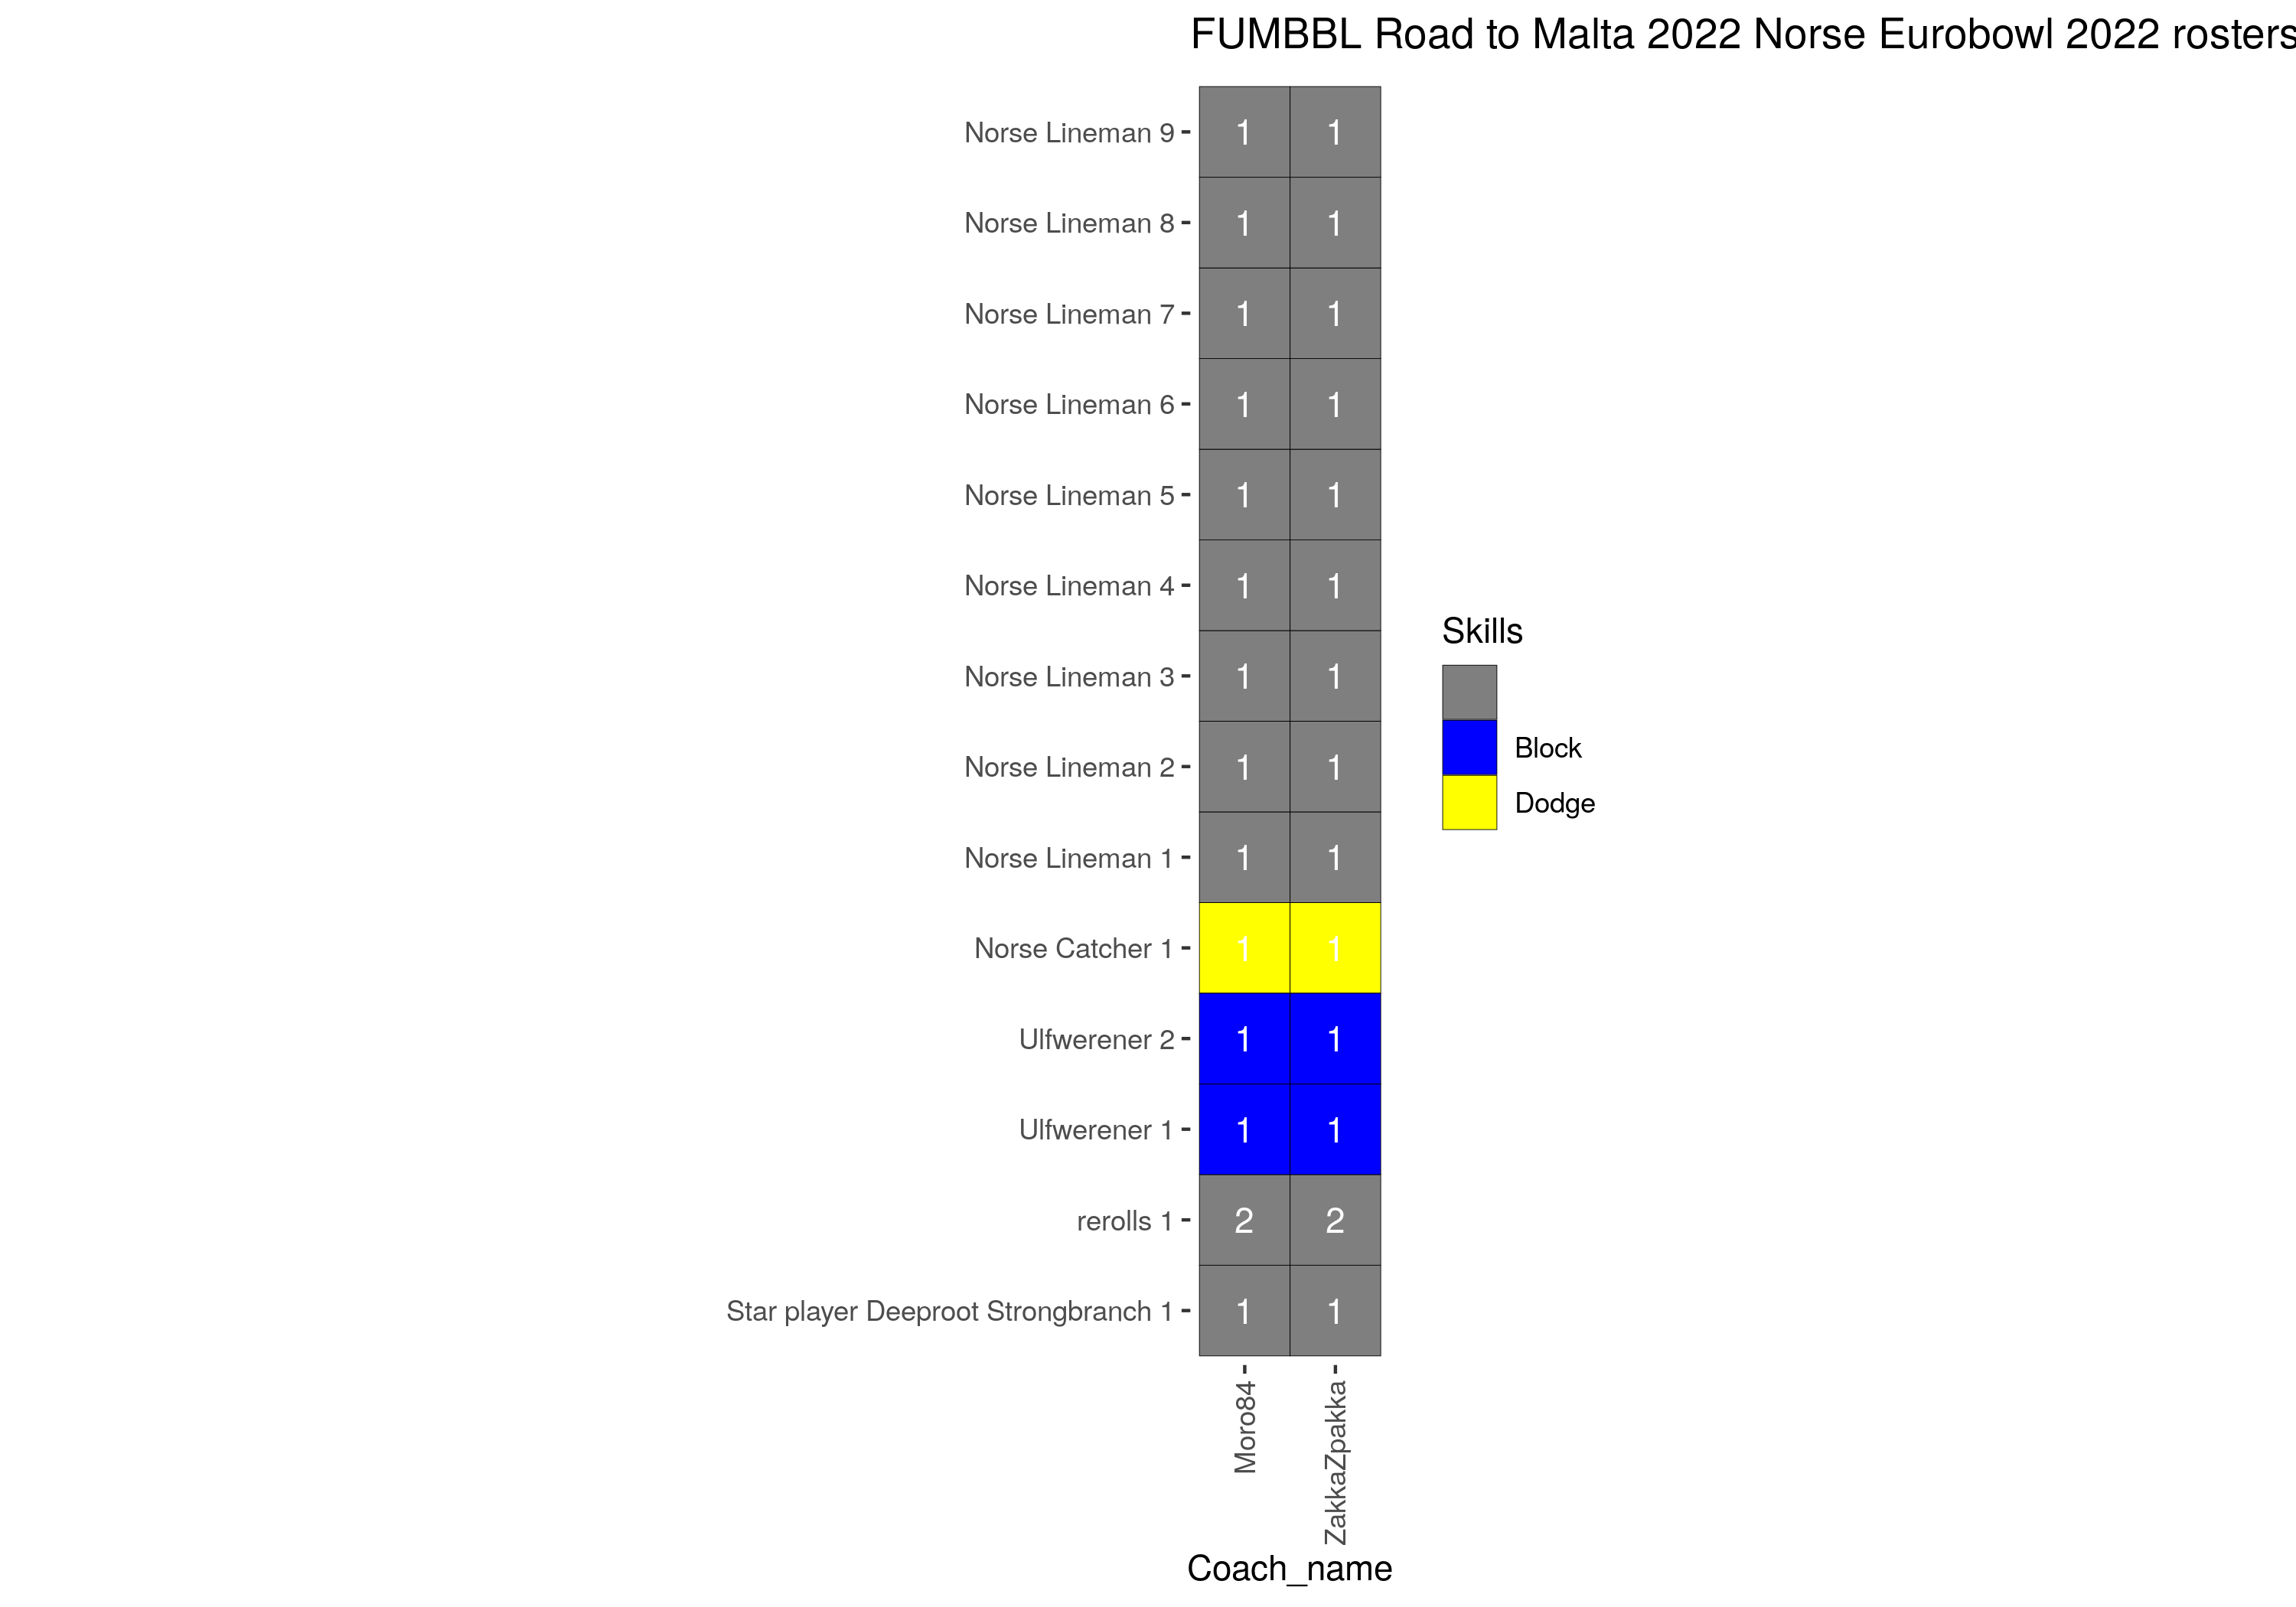 FUMBBL Road to Malta 2022 Norse Eurobowl 2022 rosters
Norse Lineman 9 1 1
Norse Lineman 8 1 1
Norse Lineman 7 1 1
Norse Lineman 6 1 1
Norse Lineman 5 1 1
Norse Lineman 4 1 1
Norse Lineman 3 1 1
Norse Lineman 2 1 1
Norse Lineman 1 1 1
Norse Catcher 1 1 1
Ulfwerener 2 1 1
Ulfwerener 1 1 1
rerolls 1 2 2
Star player Deeproot Strongbranch 1 1 1
Moro84
ZakkaZpakka
Coach_name
Skills
Block
Dodge